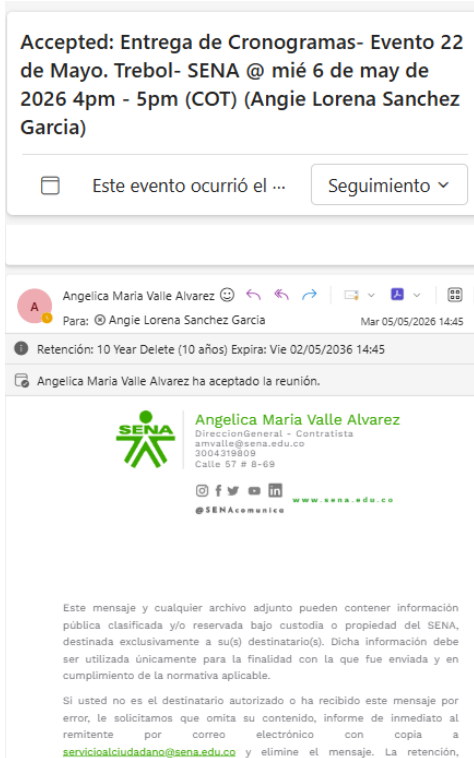 Accepted: Entrega de Cronogramas- Evento 22
de Mayo. Trebol- SENA @ mié 6 de may de
2026 4pm - 5pm (COT) (Angie Lorena Sanchez
Garcia)
Este evento ocurrió el ...
Seguimiento
A
Angelica Maria Valle Alvarez
Para: Angie Lorena Sanchez Garcia
Mar 05/05/2026 14:45
Retención: 10 Year Delete (10 años) Expira: Vie 02/05/2036 14:45
Angelica Maria Valle Alvarez ha aceptado la reunión.
SENA
Angelica Maria Valle Alvarez
DireccionGeneral - Contratista
amvalle@sena.edu.co
3004319809
Calle 57 # 8-69
@SENAcomunica
www.sena.edu.co
Este mensaje y cualquier archivo adjunto pueden contener información
pública clasificada y/o reservada bajo custodia o propiedad del SENA,
destinada exclusivamente a su(s) destinatario(s). Dicha información debe
ser utilizada únicamente para la finalidad con la que fue enviada y en
cumplimiento de la normativa aplicable.
Si usted no es el destinatario autorizado o ha recibido este mensaje por
error, le solicitamos que omita su contenido, informe de inmediato al
remitente por correo electrónico con copia a
servicioalciudadano@sena.edu.co y elimine el mensaje. La retención,